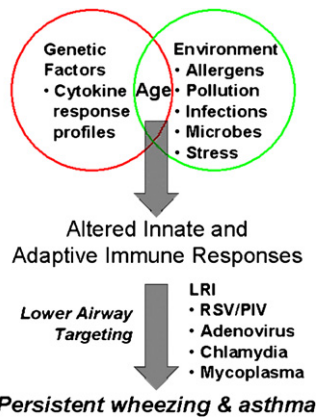 Genetic
Factors
• Cytokine
response
profiles
Age
Environment
• Allergens
• Pollution
• Infections
• Microbes
• Stress
Altered Innate and
Adaptive Immune Responses
Lower Airway
Targeting
LRI
• RSV/PIV
• Adenovirus
• Chlamydia
• Mycoplasma
Persistent wheezing & asthma